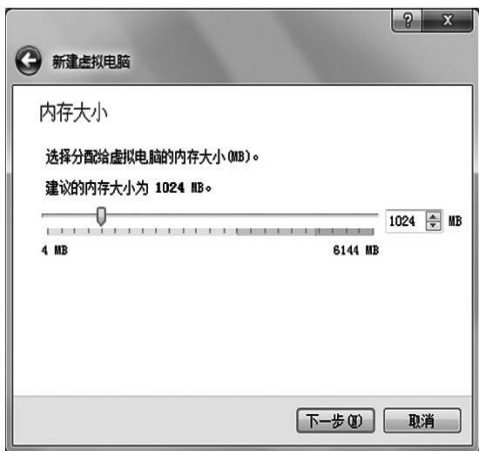 ? X
新建虚拟电脑
内存大小
选择分配给虚拟电脑的内存大小(MB)。
建议的内存大小为 1024 MB。
1024 MB
4 MB 6144 MB
下一步(N) 取消